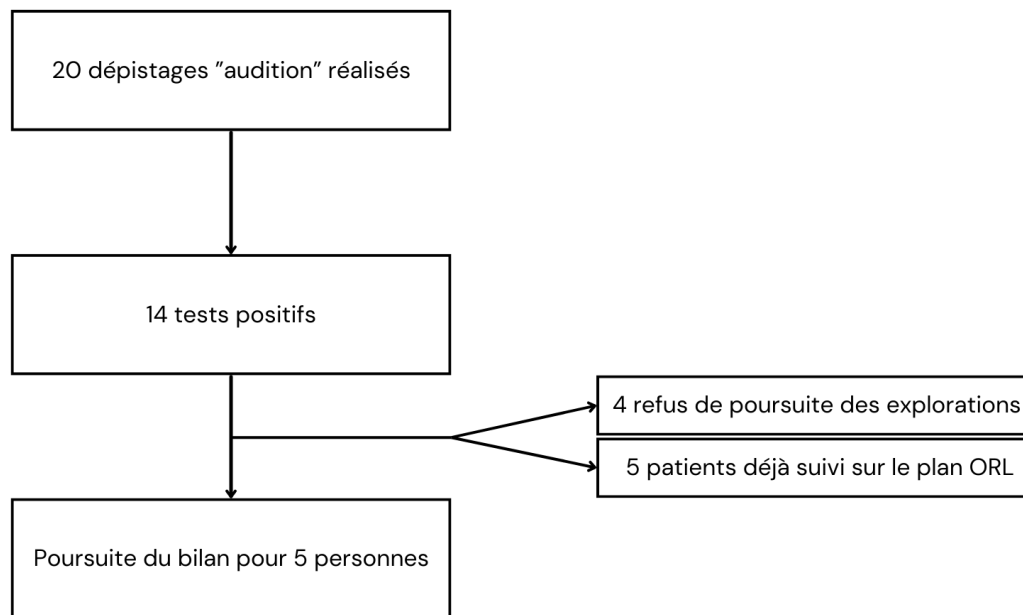 20 dépistages ”audition” réalisés
14 tests positifs
4 refus de poursuite des explorations
5 patients déjà suivi sur le plan ORL
Poursuite du bilan pour 5 personnes